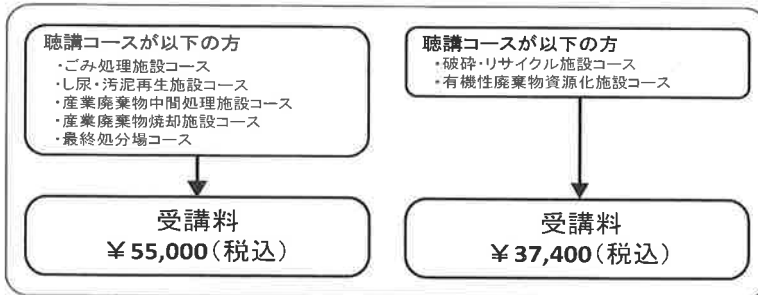 聴講コースが以下の方
・ごみ処理施設コース
・し尿・汚泥再生施設コース
・産業廃棄物中間処理施設コース
・産業廃棄物焼却施設コース
・最終処分場コース
受講料
￥55,000(税込)
聴講コースが以下の方
・破砕・リサイクル施設コース
・有機性廃棄物資源化施設コース
受講料
￥37,400(税込)